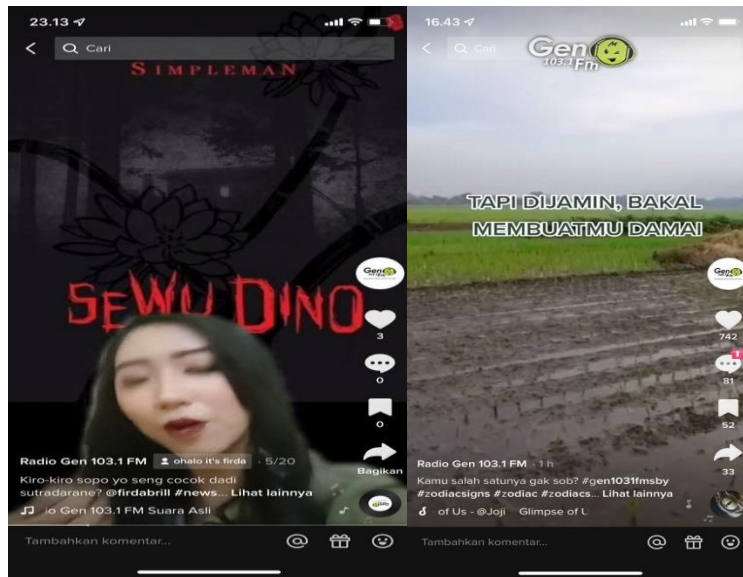 23.13
Cari
SIMPLEMAN
SEWU DINO
Gen
3
0
0
Bagikan
Radio Gen 103.1 FM ohalo it's firda · 5/20
Kiro-kiro sopo yo seng cocok dadi
sutradarane? @firdabrill #news... Lihat lainnya
io Gen 103.1 FM Suara Asli
Tambahkan komentar...
16.43
Cari
Gen
103.1 Fm
TAPI DIJAMIN, BAKAL
MEMBUATMU DAMAI
Gen
742
81
52
33
Radio Gen 103.1 FM · 1 h
Kamu salah satunya gak sob? #gen1031fmsby
#zodiacsigns #zodiac #zodiacs... Lihat lainnya
of Us - @Joji Glimpse of U
Tambahkan komentar...